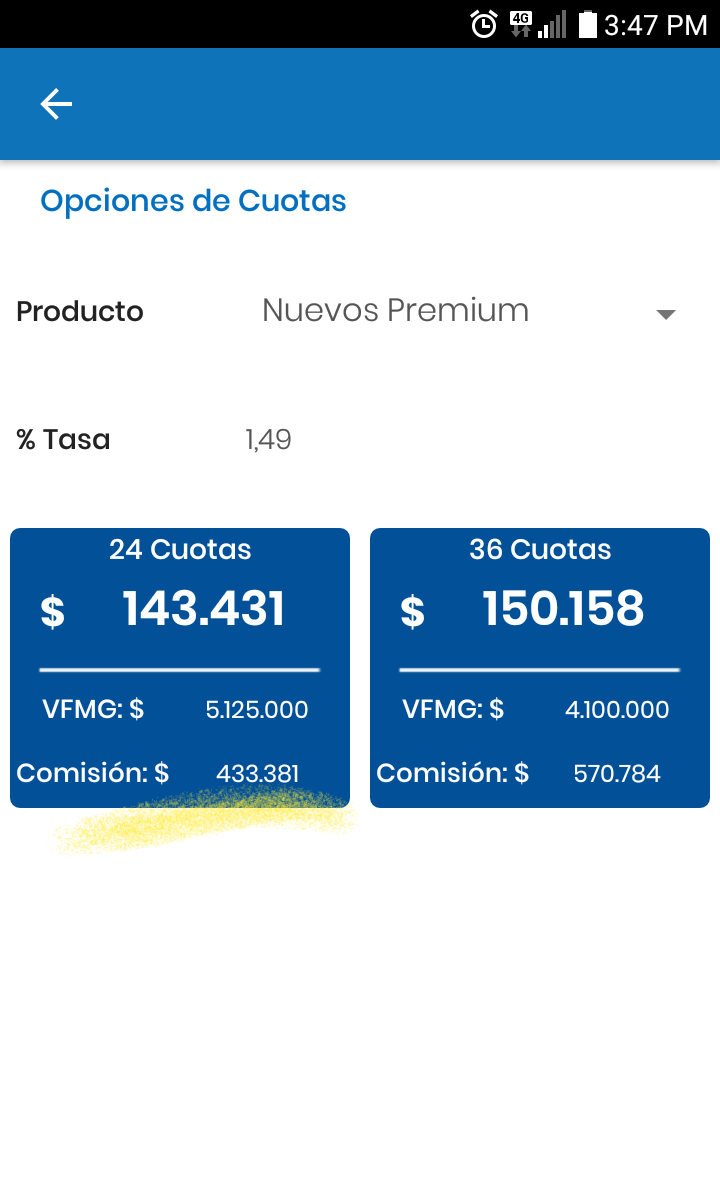 4G 3:47 PM
Opciones de Cuotas
Producto Nuevos Premium
% Tasa 1,49
24 Cuotas
$ 143.431
VFMG: $ 5.125.000
Comisión: $ 433.381
36 Cuotas
$ 150.158
VFMG: $ 4.100.000
Comisión: $ 570.784